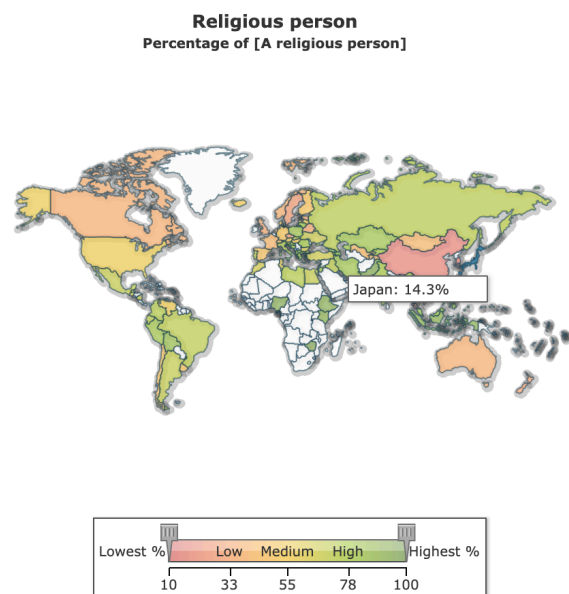 Religious person
Percentage of [A religious person]
Japan: 14.3%
Lowest % Low Medium High Highest %
10 33 55 78 100